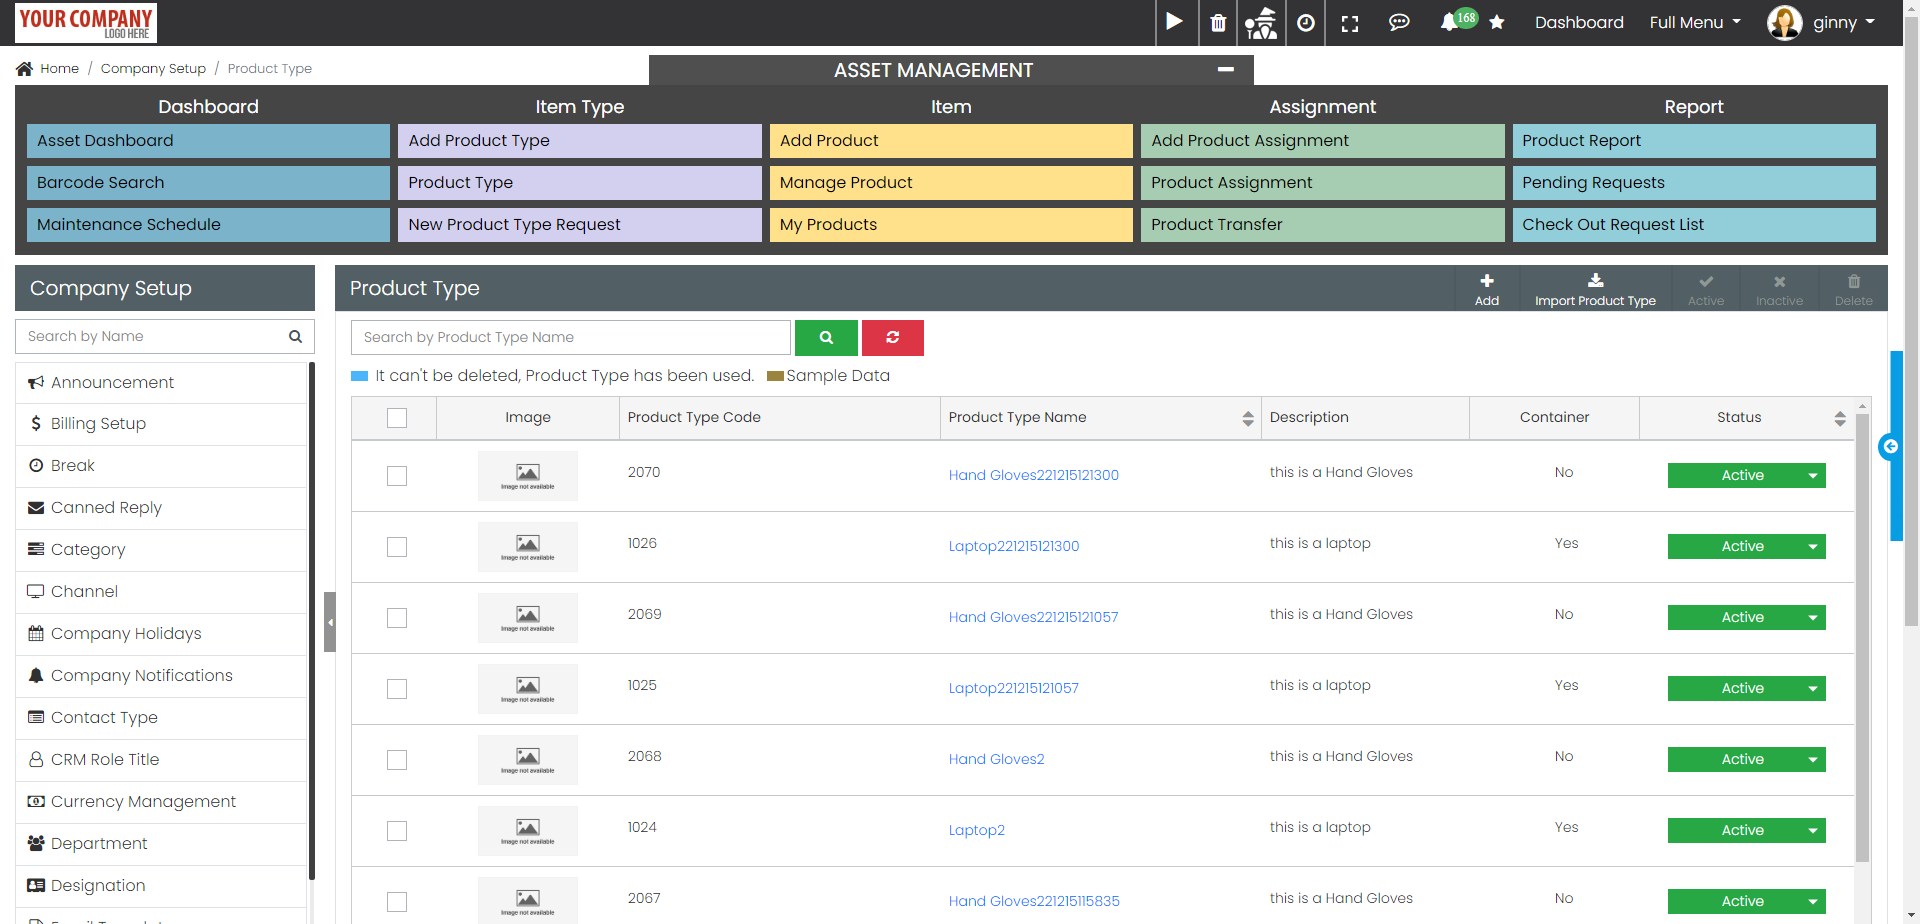 YOUR COMPANY
LOGO HERE
168
Dashboard
Full Menu
ginny
Home / Company Setup / Product Type
ASSET MANAGEMENT
Dashboard
Item Type
Item
Assignment
Report
Asset Dashboard
Add Product Type
Add Product
Add Product Assignment
Product Report
Barcode Search
Product Type
Manage Product
Product Assignment
Pending Requests
Maintenance Schedule
New Product Type Request
My Products
Product Transfer
Check Out Request List
Company Setup
Search by Name
Announcement
Billing Setup
Break
Canned Reply
Category
Channel
Company Holidays
Company Notifications
Contact Type
CRM Role Title
Currency Management
Department
Designation
Product Type
Add
Import Product Type
Active
Inactive
Delete
Search by Product Type Name
It can't be deleted, Product Type has been used.
Sample Data
Image Product Type Code Product Type Name Description Container Status
Image not available 2070 Hand Gloves221215121300 this is a Hand Gloves No Active
Image not available 1026 Laptop221215121300 this is a laptop Yes Active
Image not available 2069 Hand Gloves221215121057 this is a Hand Gloves No Active
Image not available 1025 Laptop221215121057 this is a laptop Yes Active
Image not available 2068 Hand Gloves2 this is a Hand Gloves No Active
Image not available 1024 Laptop2 this is a laptop Yes Active
Image not available 2067 Hand Gloves221215115835 this is a Hand Gloves No Active